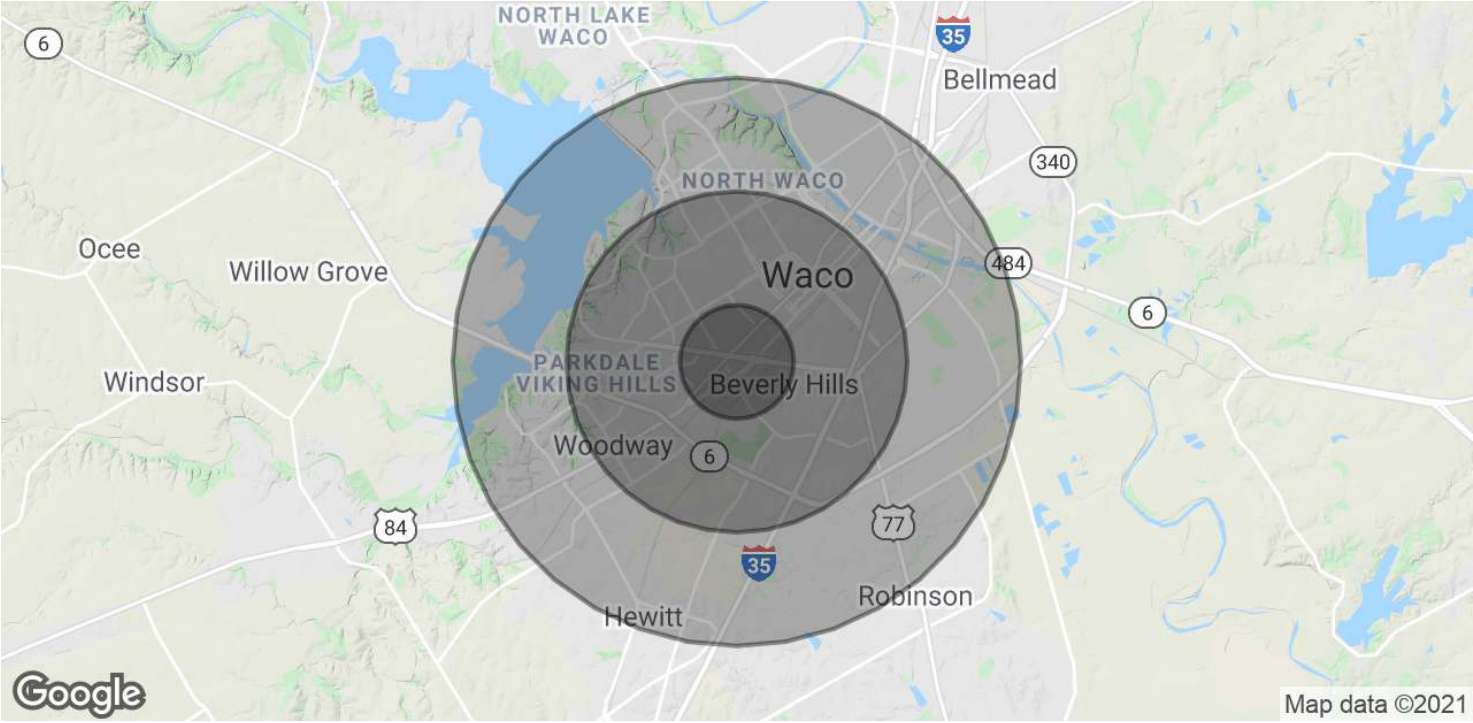 NORTH LAKE
WACO
6
35
Bellmead
340
NORTH WACO
Ocee
Willow Grove
Waco
484
6
Windsor
PARKDALE
VIKING HILLS
Beverly Hills
Woodway
6
84
77
35
Robinson
Hewitt
Google
Map data ©2021